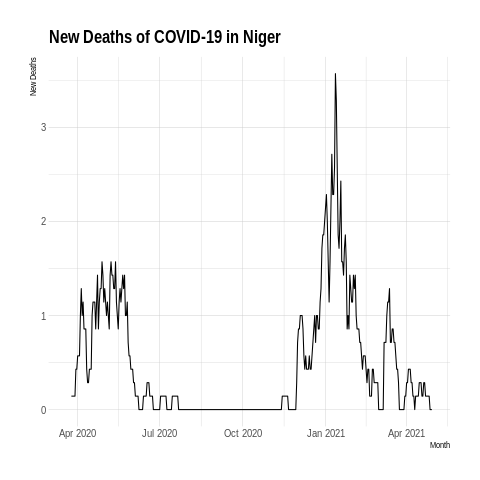 New Deaths of COVID-19 in Niger
New Deaths
3
2
1
0
Apr 2020
Jul 2020
Oct 2020
Jan 2021
Apr 2021
Month